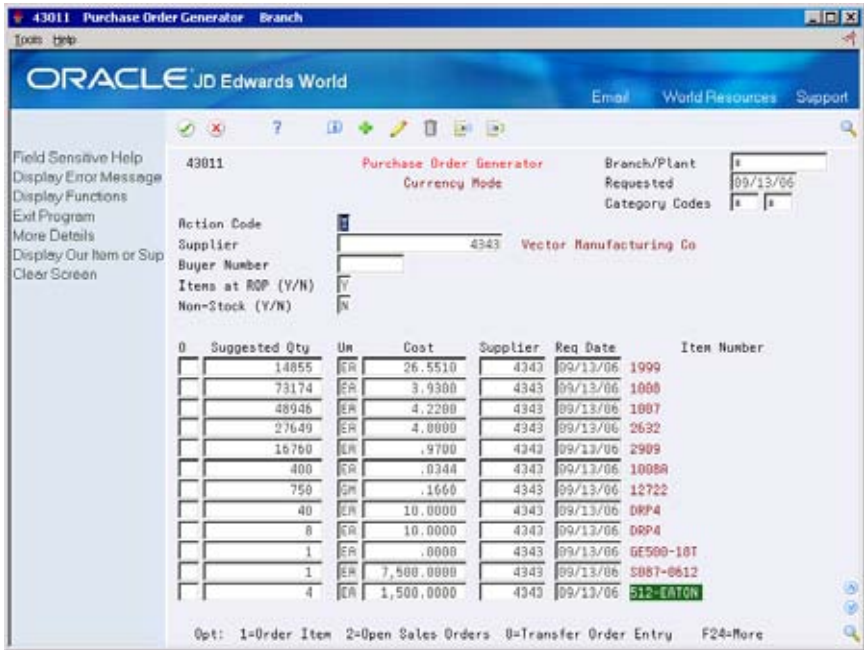 43011 Purchase Order Generator Branch
Tools Help
ORACLE JD Edwards World
Email World Resources Support
Field Sensitive Help
Display Error Message
Display Functions
Exit Program
More Details
Display Our Item or Sup
Clear Screen
43011 Purchase Order Generator Branch/Plant *
Currency Mode Requested 09/13/06
Category Codes * *
Action Code I
Supplier 4343 Vector Manufacturing Co
Buyer Number
Items at ROP (Y/N) Y
Non-Stock (Y/N) N
O Suggested Qty Um Cost Supplier Req Date Item Number
14855 EA 26.5510 4343 09/13/06 1999
73174 EA 3.9300 4343 09/13/06 1008
48946 EA 4.2200 4343 09/13/06 1007
27649 EA 4.0000 4343 09/13/06 2632
16760 EA .9700 4343 09/13/06 2909
400 EA .0344 4343 09/13/06 1008A
750 GM .1660 4343 09/13/06 12722
40 EA 10.0000 4343 09/13/06 DRP4
8 EA 10.0000 4343 09/13/06 DRP4
1 EA .0000 4343 09/13/06 GE500-18T
1 EA 7,500.0000 4343 09/13/06 S087-0612
4 EA 1,500.0000 4343 09/13/06 512-EATON
Opt: 1=Order Item 2=Open Sales Orders 8=Transfer Order Entry F24=More